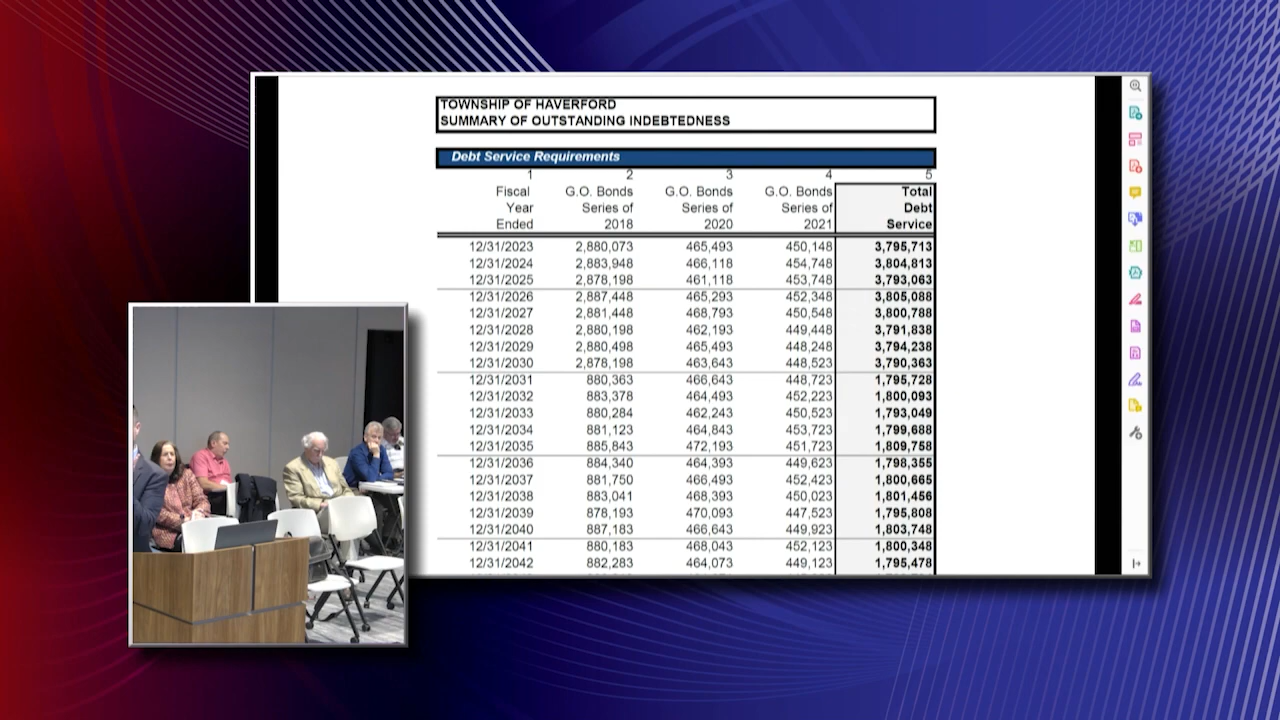 TOWNSHIP OF HAVERFORD
SUMMARY OF OUTSTANDING INDEBTEDNESS
Debt Service Requirements
1 2 3 4 5
Fiscal G.O. Bonds G.O. Bonds G.O. Bonds Total
Year Series of Series of Series of Debt
Ended 2018 2020 2021 Service
12/31/2023 2,880,073 465,493 450,148 3,795,713
12/31/2024 2,883,948 466,118 454,748 3,804,813
12/31/2025 2,878,198 461,118 453,748 3,793,063
12/31/2026 2,887,448 465,293 452,348 3,805,088
12/31/2027 2,881,448 468,793 450,548 3,800,788
12/31/2028 2,880,198 462,193 449,448 3,791,838
12/31/2029 2,880,498 465,493 448,248 3,794,238
12/31/2030 2,878,198 463,643 448,523 3,790,363
12/31/2031 880,363 466,643 448,723 1,795,728
12/31/2032 883,378 464,493 452,223 1,800,093
12/31/2033 880,284 462,243 450,523 1,793,049
12/31/2034 881,123 464,843 453,723 1,799,688
12/31/2035 885,843 472,193 451,723 1,809,758
12/31/2036 884,340 464,393 449,623 1,798,355
12/31/2037 881,750 466,493 452,423 1,800,665
12/31/2038 883,041 468,393 450,023 1,801,456
12/31/2039 878,193 470,093 447,523 1,795,808
12/31/2040 887,183 466,643 449,923 1,803,748
12/31/2041 880,183 468,043 452,123 1,800,348
12/31/2042 882,283 464,073 449,123 1,795,478